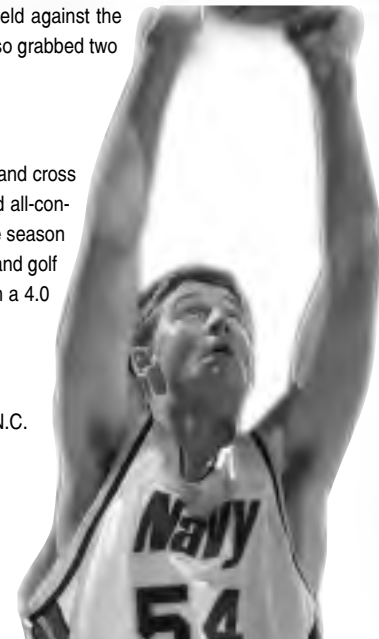 eld against the
so grabbed two
and cross
d all-con-
e season
and golf
h a 4.0
N.C.
Navy
54